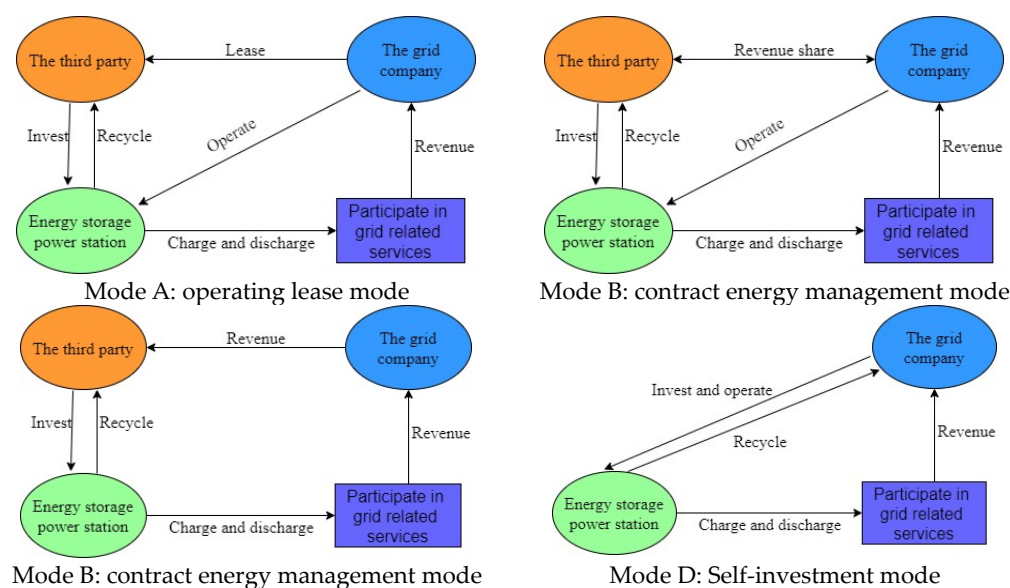 The third party
Lease
The grid
company
Invest
Recycle
Operate
Revenue
Energy storage
power station
Charge and discharge
Participate in
grid related
services
Mode A: operating lease mode
The third party
Revenue share
The grid
company
Invest
Recycle
Operate
Revenue
Energy storage
power station
Charge and discharge
Participate in
grid related
services
Mode B: contract energy management mode
The third party
Revenue
The grid
company
Invest
Recycle
Revenue
Energy storage
power station
Charge and discharge
Participate in
grid related
services
Mode B: contract energy management mode
The grid
company
Invest and operate
Recycle
Revenue
Energy storage
power station
Charge and discharge
Participate in
grid related
services
Mode D: Self-investment mode